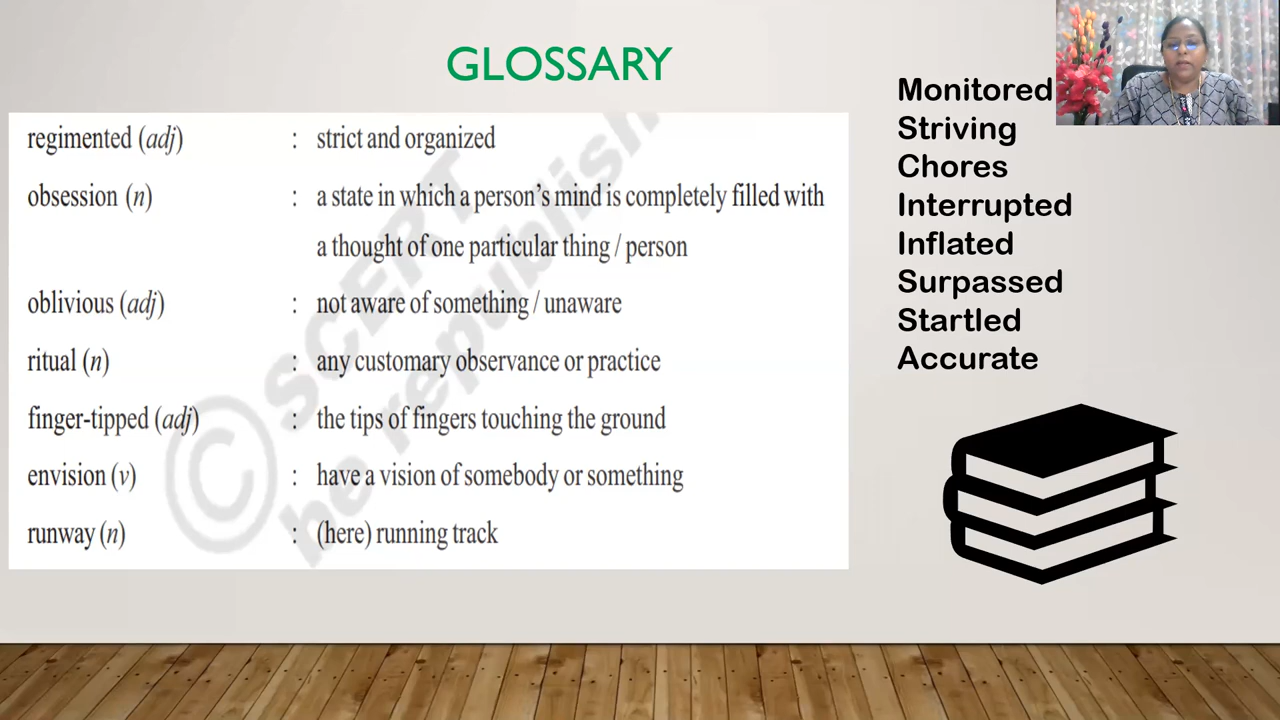 GLOSSARY
regimented (adj) : strict and organized
obsession (n) : a state in which a person's mind is completely filled with
a thought of one particular thing / person
oblivious (adj) : not aware of something / unaware
ritual (n) : any customary observance or practice
finger-tipped (adj) : the tips of fingers touching the ground
envision (v) : have a vision of somebody or something
runway (n) : (here) running track
Monitored
Striving
Chores
Interrupted
Inflated
Surpassed
Startled
Accurate
© SCERT
be republish